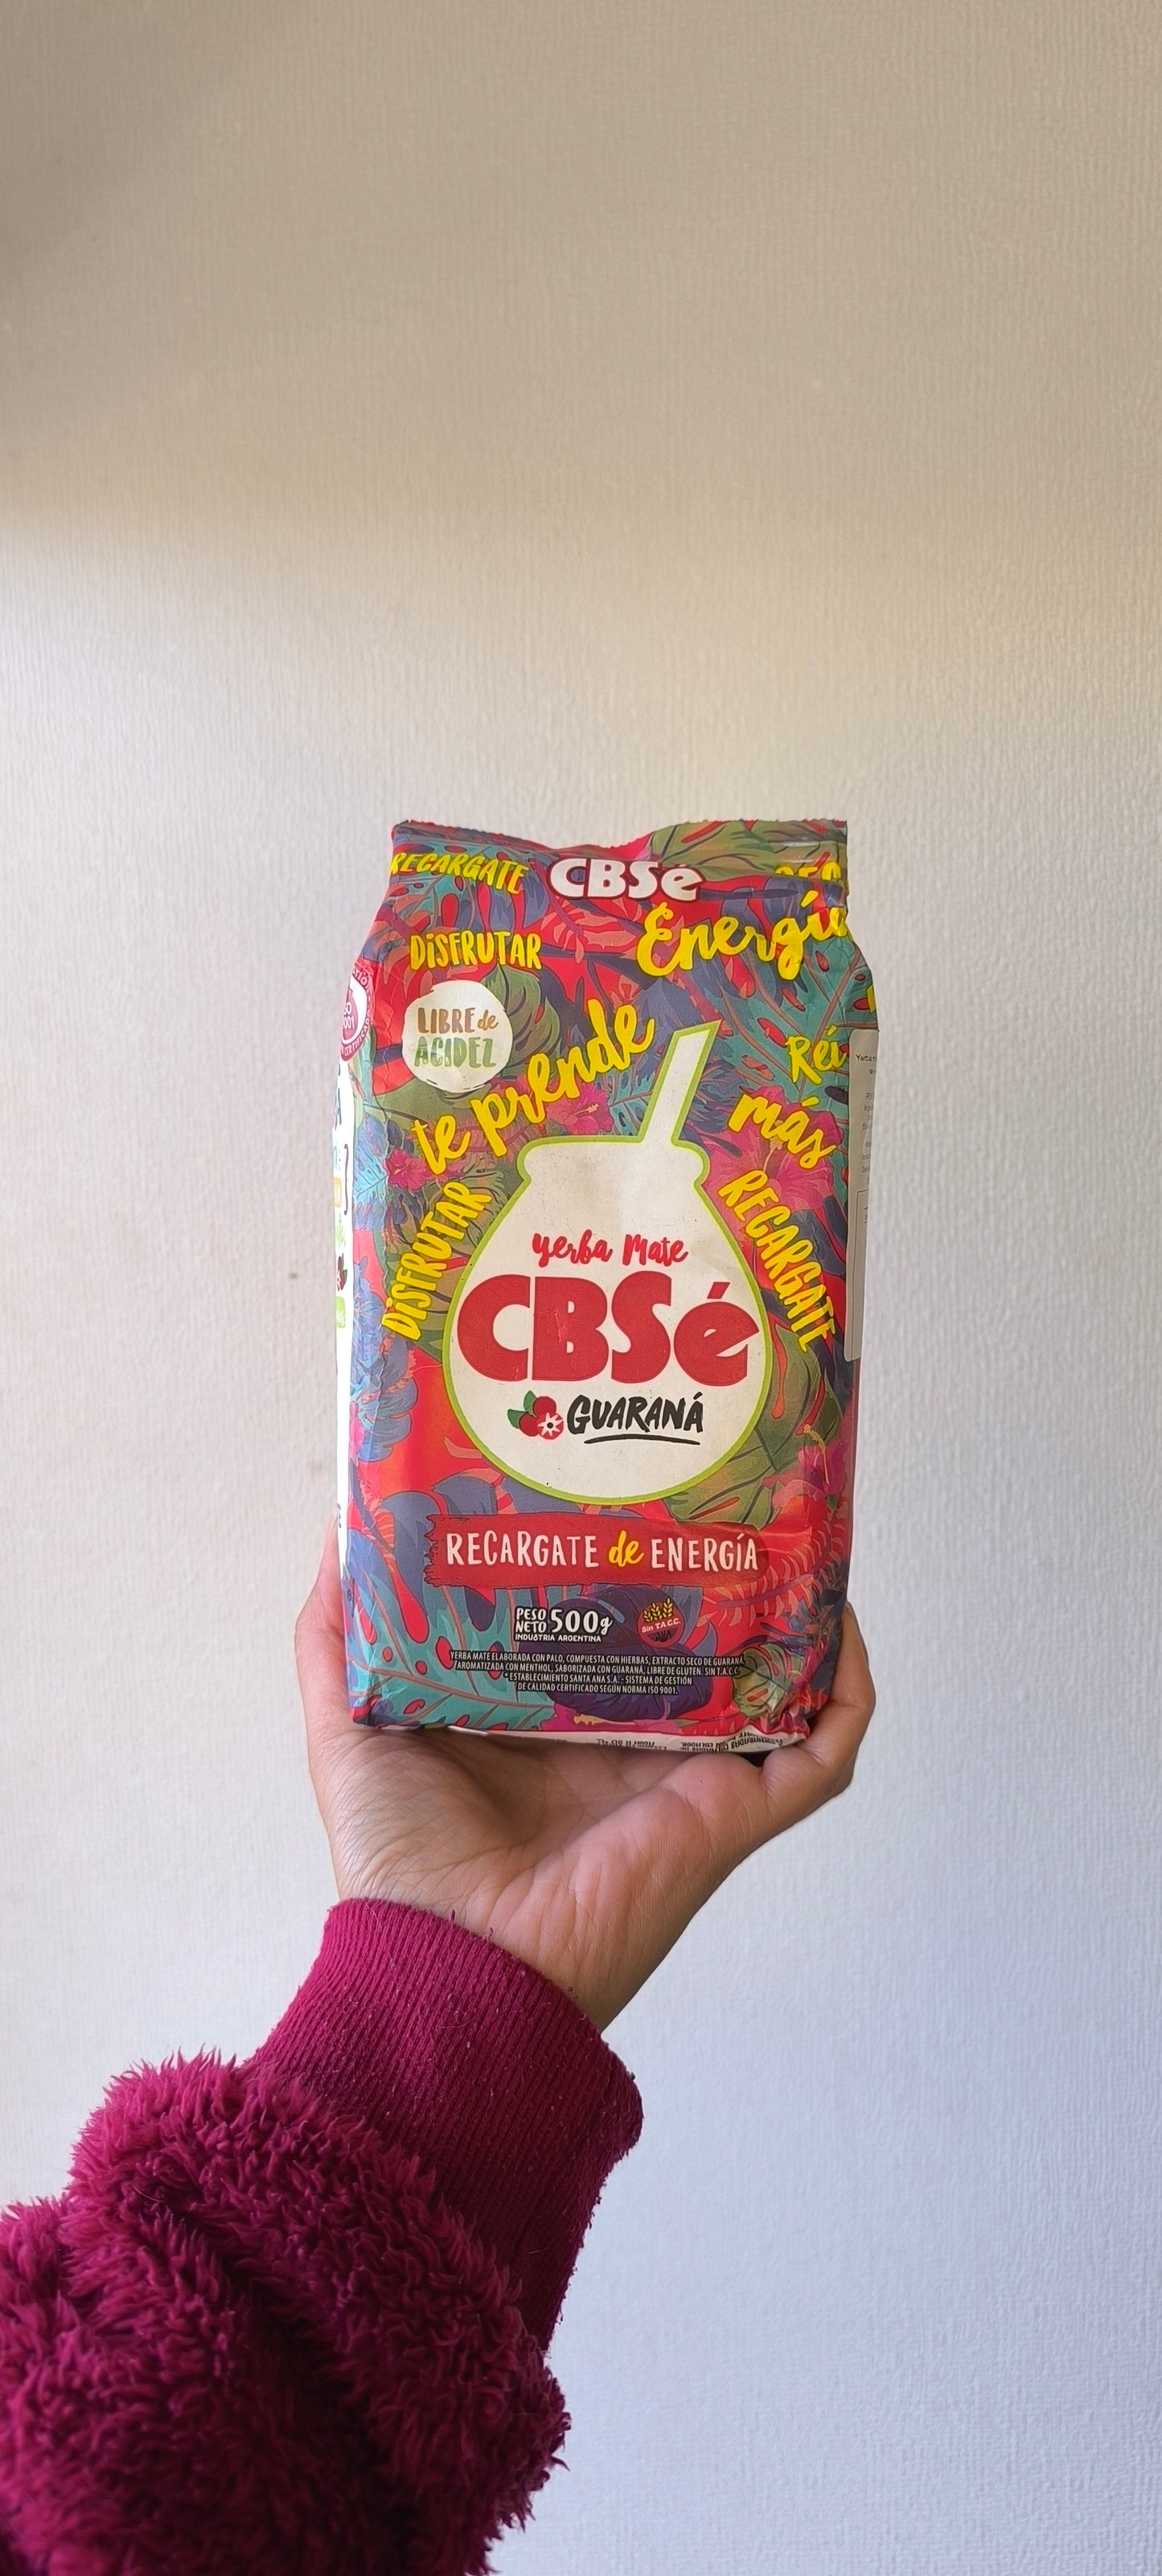 RECARGATE
CBSé
Energía
DiSFRUTAR
LIBRE de
ACIDEZ
te prende
Reí
más
DiSFRUTAR
RECARGATE
yerba Mate
CBSé
GUARANÁ
RECARGATE de ENERGÍA
PESO
NETO 500g
INDUSTRIA ARGENTINA
Sin T.A.C.C.
YERBA MATE ELABORADA CON PALO, COMPUESTA CON HIERBAS, EXTRACTO SECO DE GUARANÁ,
AROMATIZADA CON MENTHOL, SABORIZADA CON GUARANÁ, LIBRE DE GLUTEN. SIN T.A.C.C.
* ESTABLECIMIENTO SANTA ANA S.A. - SISTEMA DE GESTIÓN
DE CALIDAD CERTIFICADO SEGÚN NORMA ISO 9001.